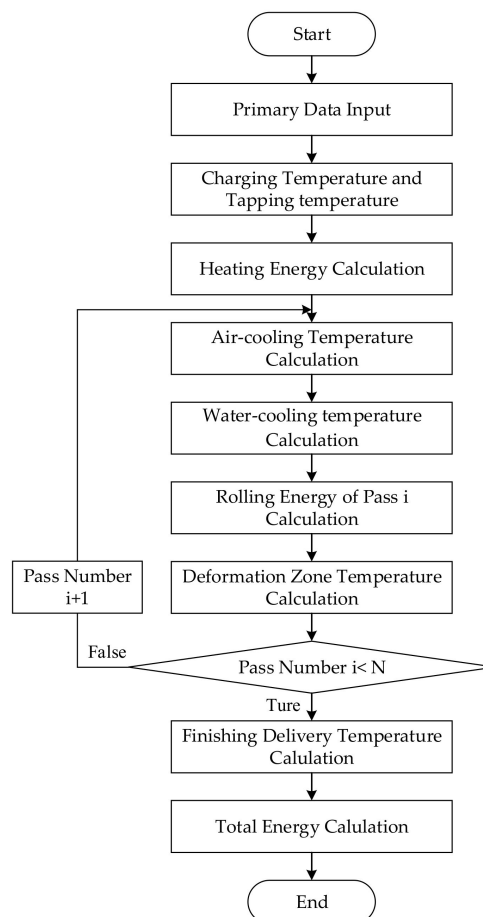 Start
Primary Data Input
Charging Temperature and
Tapping temperature
Heating Energy Calculation
Air-cooling Temperature
Calculation
Water-cooling temperature
Calculation
Rolling Energy of Pass i
Calculation
Deformation Zone Temperature
Calculation
Pass Number
i+1
False
Pass Number i< N
Ture
Finishing Delivery Temperature
Calulation
Total Energy Calulation
End